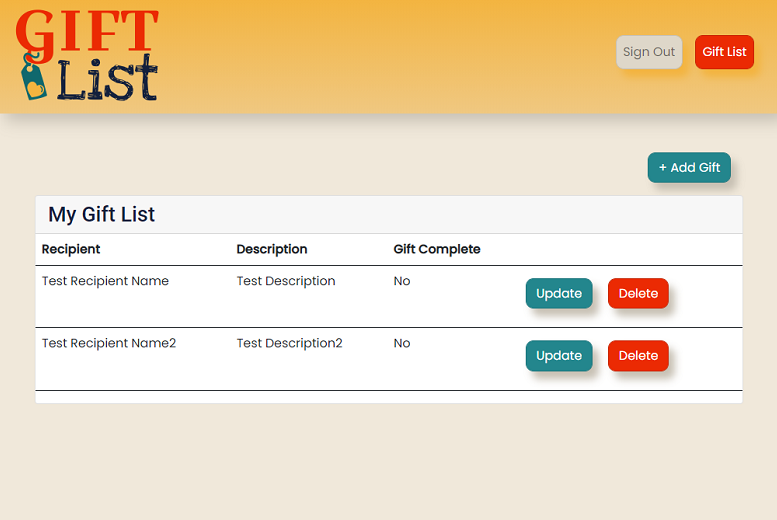 GIFT
List
Sign Out
Gift List
+ Add Gift
My Gift List
Recipient Description Gift Complete
Test Recipient Name Test Description No Update Delete
Test Recipient Name2 Test Description2 No Update Delete